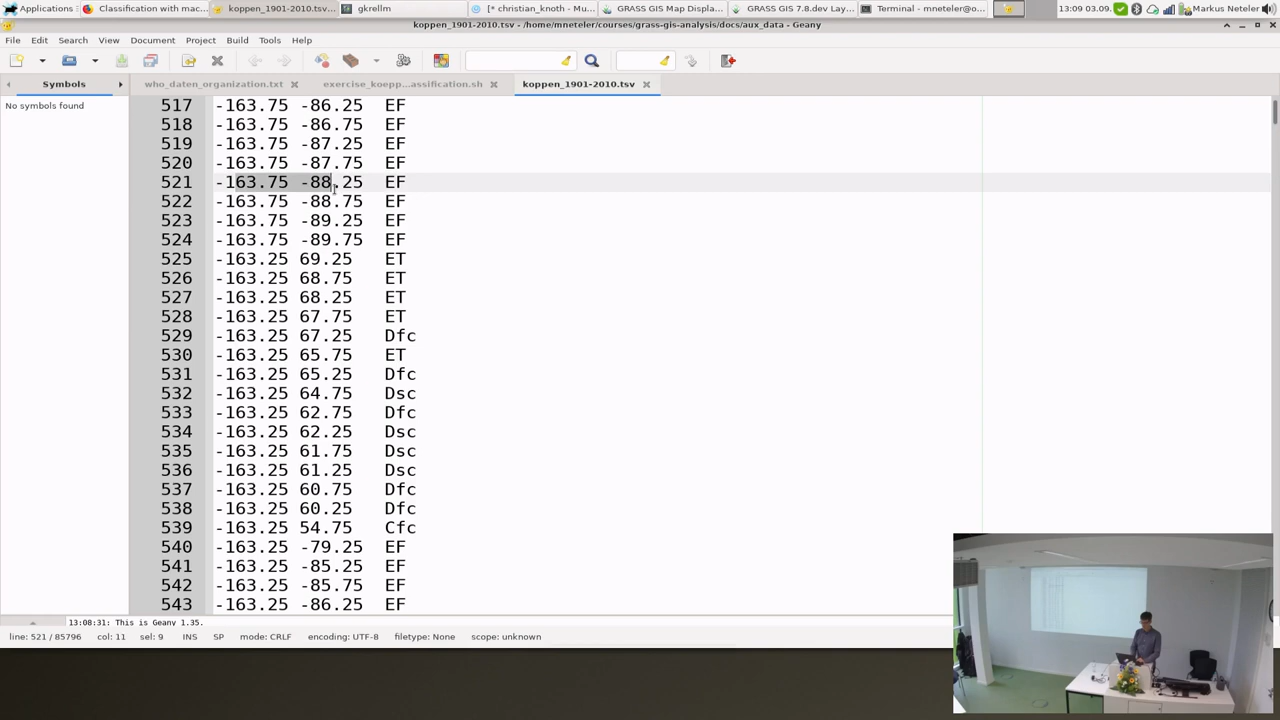 Applications
Classification with mac...
koppen_1901-2010.tsv...
gkrellm
[* christian_knoth - Mu...
GRASS GIS Map Displa...
GRASS GIS 7.8.dev Lay...
Terminal - mneteler@o...
13:09 03.09.
Markus Neteler
koppen_1901-2010.tsv - /home/mneteler/courses/grass-gis-analysis/docs/aux_data - Geany
File Edit Search View Document Project Build Tools Help
Symbols
who_daten_organization.txt
exercise_koepp...assification.sh
koppen_1901-2010.tsv
No symbols found
517 -163.75 -86.25 EF
518 -163.75 -86.75 EF
519 -163.75 -87.25 EF
520 -163.75 -87.75 EF
521 -163.75 -88.25 EF
522 -163.75 -88.75 EF
523 -163.75 -89.25 EF
524 -163.75 -89.75 EF
525 -163.25 69.25 ET
526 -163.25 68.75 ET
527 -163.25 68.25 ET
528 -163.25 67.75 ET
529 -163.25 67.25 Dfc
530 -163.25 65.75 ET
531 -163.25 65.25 Dfc
532 -163.25 64.75 Dsc
533 -163.25 62.75 Dfc
534 -163.25 62.25 Dsc
535 -163.25 61.75 Dsc
536 -163.25 61.25 Dsc
537 -163.25 60.75 Dfc
538 -163.25 60.25 Dfc
539 -163.25 54.75 Cfc
540 -163.25 -79.25 EF
541 -163.25 -85.25 EF
542 -163.25 -85.75 EF
543 -163.25 -86.25 EF
13:08:31: This is Geany 1.35.
line: 521 / 85796 col: 11 sel: 9 INS SP mode: CRLF encoding: UTF-8 filetype: None scope: unknown